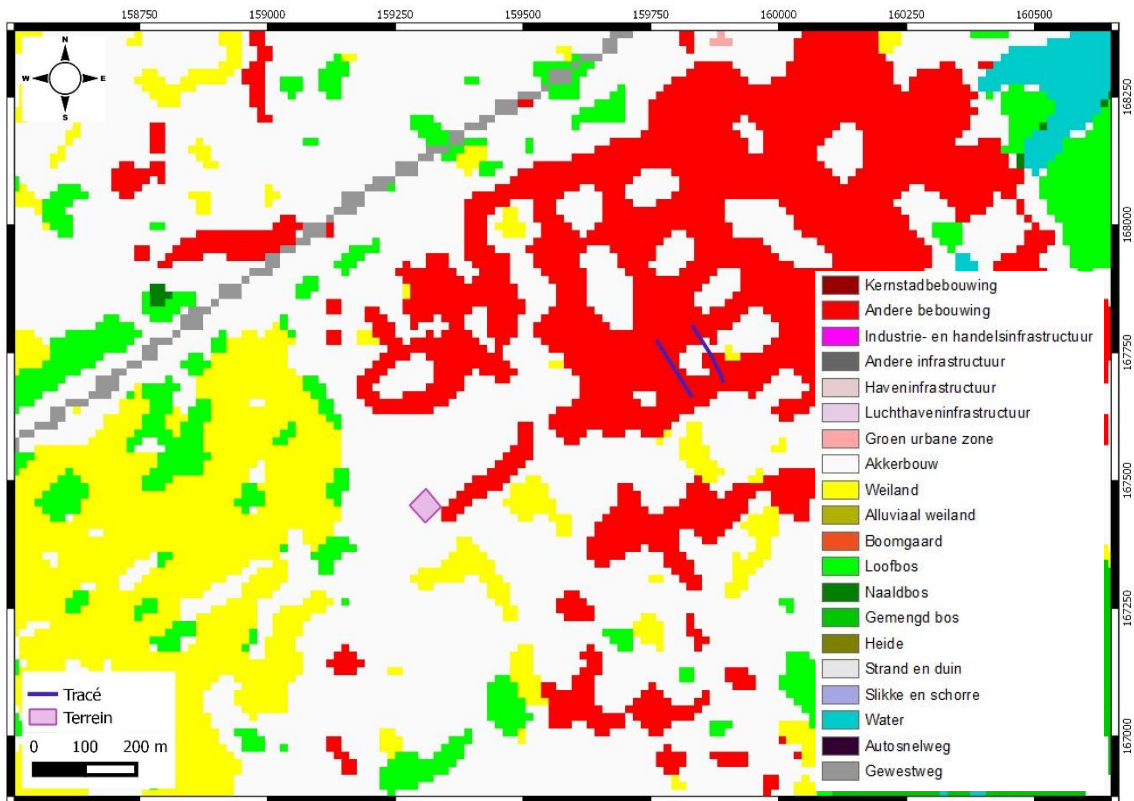 158750 159000 159250 159500 159750 160000 160250 160500
N
W E
S
168250
168000
167750
167500
167250
167000
Kernstadbebouwing
Andere bebouwing
Industrie- en handelsinfrastructuur
Andere infrastructuur
Haveninfrastructuur
Luchthaveninfrastructuur
Groen urbane zone
Akkerbouw
Weiland
Alluviaal weiland
Boomgaard
Loofbos
Naaldbos
Gemengd bos
Heide
Strand en duin
Slikke en schorre
Water
Autosnelweg
Gewestweg
Tracé
Terrein
0 100 200 m